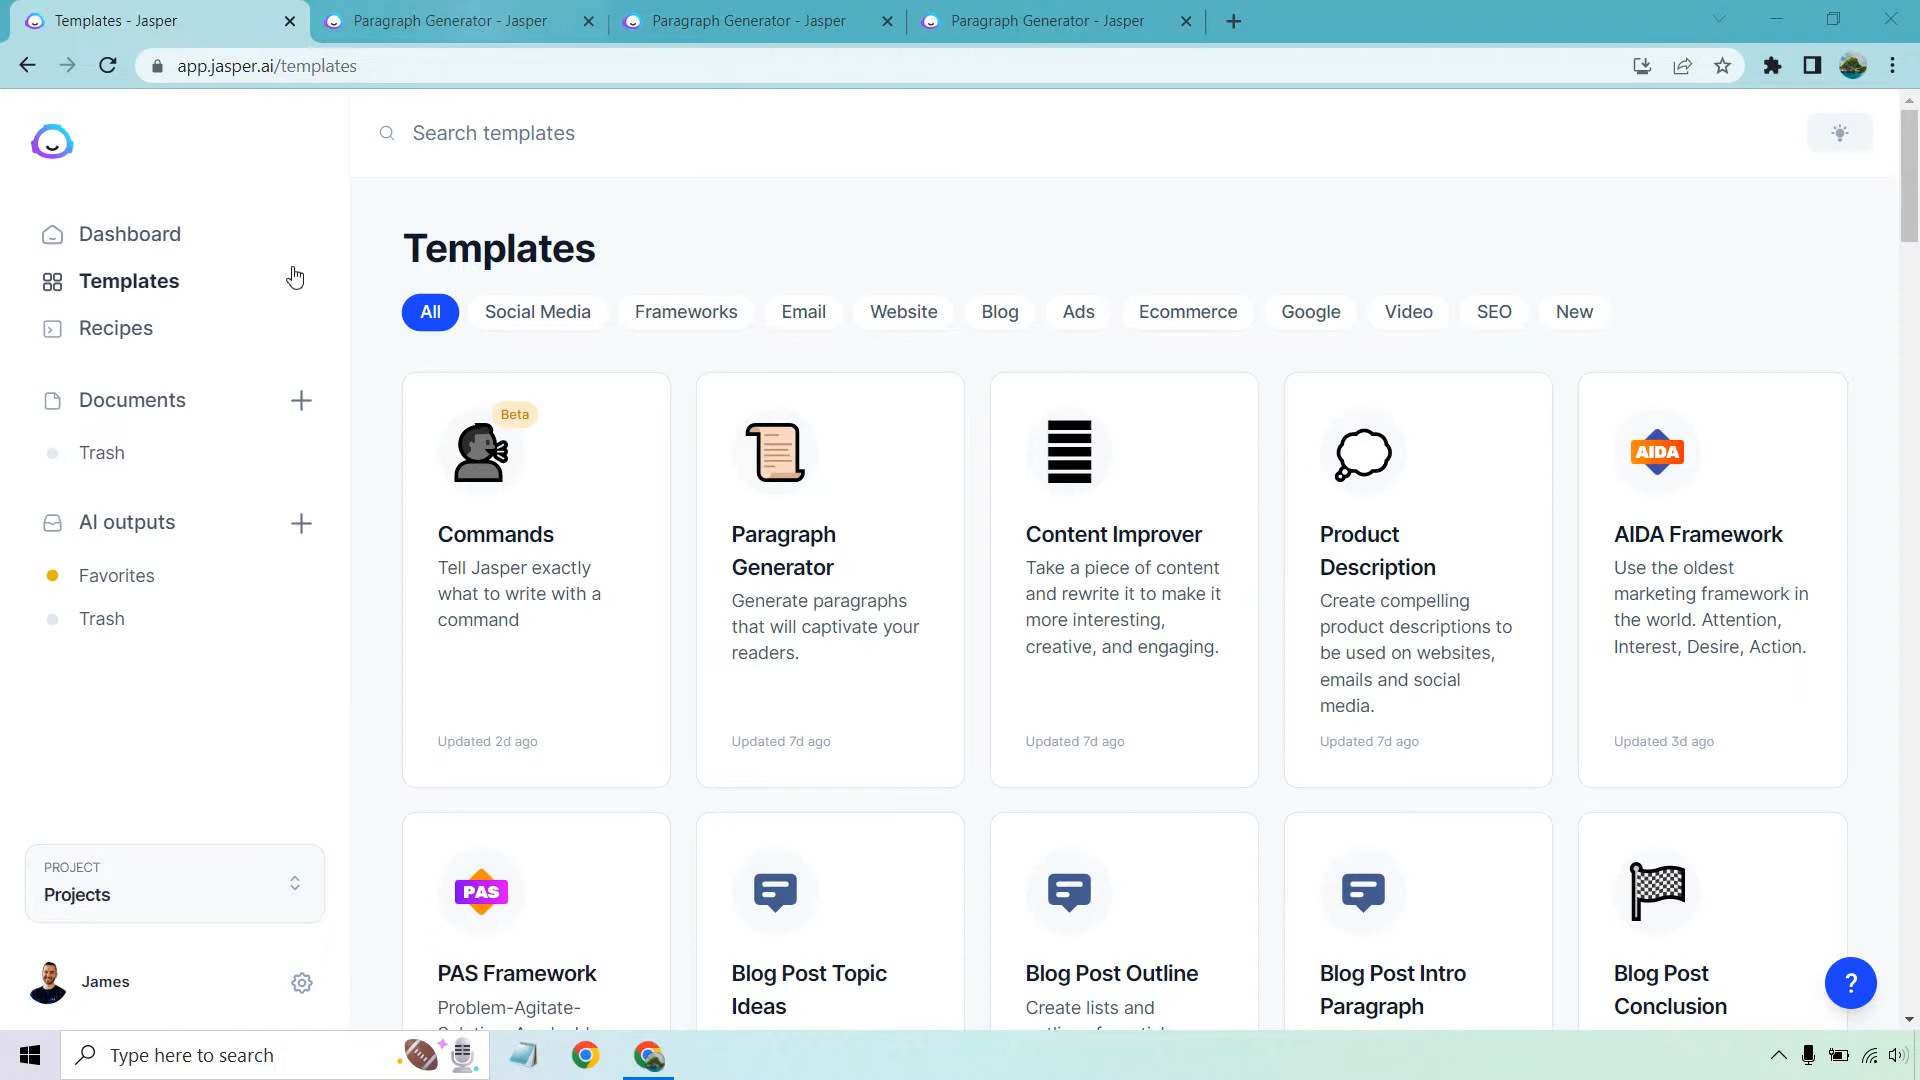 Templates - Jasper
Paragraph Generator - Jasper
Paragraph Generator - Jasper
Paragraph Generator - Jasper
app.jasper.ai/templates
Search templates
Dashboard
Templates
Recipes
Documents
Trash
AI outputs
Favorites
Trash
PROJECT
Projects
James
Templates
All
Social Media
Frameworks
Email
Website
Blog
Ads
Ecommerce
Google
Video
SEO
New
Beta
Commands
Tell Jasper exactly
what to write with a
command
Updated 2d ago
Paragraph
Generator
Generate paragraphs
that will captivate your
readers.
Updated 7d ago
Content Improver
Take a piece of content
and rewrite it to make it
more interesting,
creative, and engaging.
Updated 7d ago
Product
Description
Create compelling
product descriptions to
be used on websites,
emails and social
media.
Updated 7d ago
AIDA
AIDA Framework
Use the oldest
marketing framework in
the world. Attention,
Interest, Desire, Action.
Updated 3d ago
PAS
PAS Framework
Problem-Agitate-
Blog Post Topic
Ideas
Blog Post Outline
Create lists and
Blog Post Intro
Paragraph
Blog Post
Conclusion
?
Type here to search